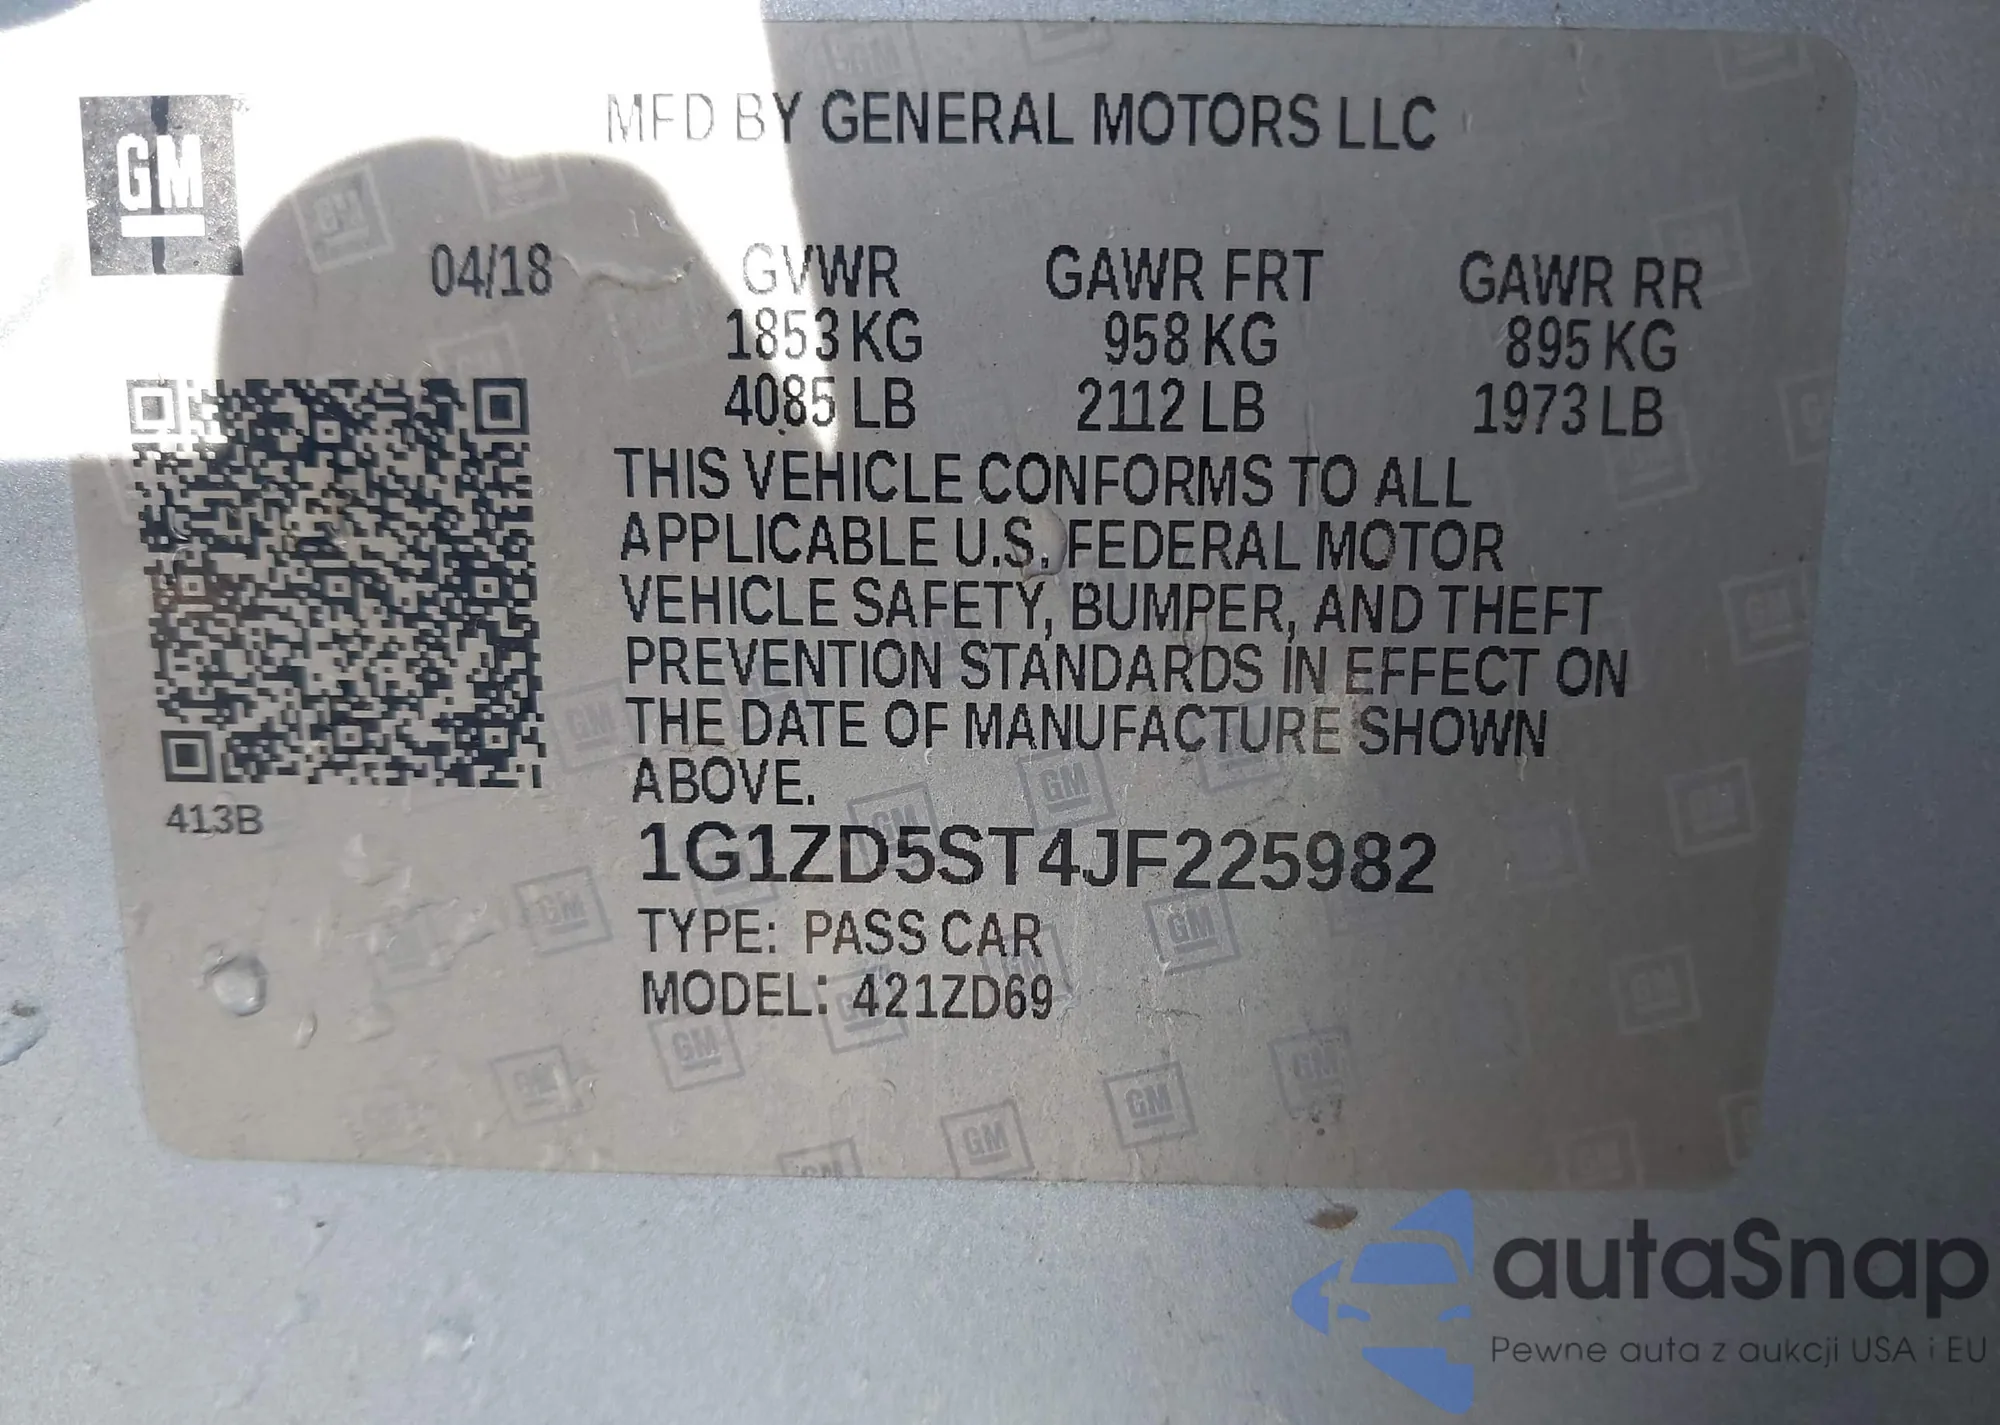 GM
MFD BY GENERAL MOTORS LLC
04/18 GVWR GAWR FRT GAWR RR
1853 KG 958 KG 895 KG
4085 LB 2112 LB 1973 LB
THIS VEHICLE CONFORMS TO ALL
APPLICABLE U.S. FEDERAL MOTOR
VEHICLE SAFETY, BUMPER, AND THEFT
PREVENTION STANDARDS IN EFFECT ON
THE DATE OF MANUFACTURE SHOWN
ABOVE.
413B
1G1ZD5ST4JF225982
TYPE: PASS CAR
MODEL: 421ZD69
autaSnap
Pewne auta z aukcji USA i EU